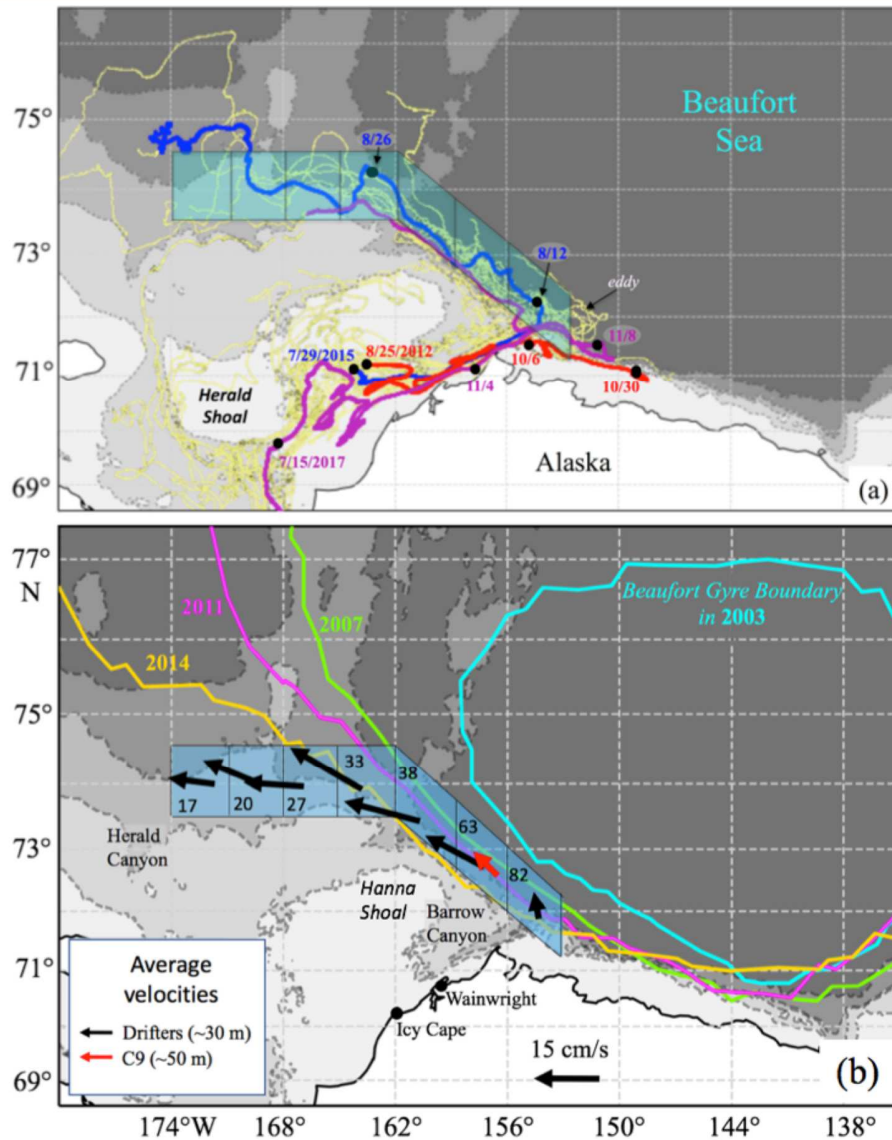 75°
73°
71°
69°
Beaufort
Sea
8/26
8/12
eddy
11/8
7/29/2015
8/25/2012
10/6
11/4
10/30
Herald
Shoal
7/15/2017
Alaska
(a)
77°
N
75°
73°
71°
69°
2011
2007
2014
Beaufort Gyre Boundary
in 2003
33
38
17
20
27
63
82
Herald
Canyon
Hanna
Shoal
Barrow
Canyon
Wainwright
Icy Cape
Average
velocities
Drifters (~30 m)
C9 (~50 m)
15 cm/s
(b)
174°W
168°
162°
156°
150°
144°
138°